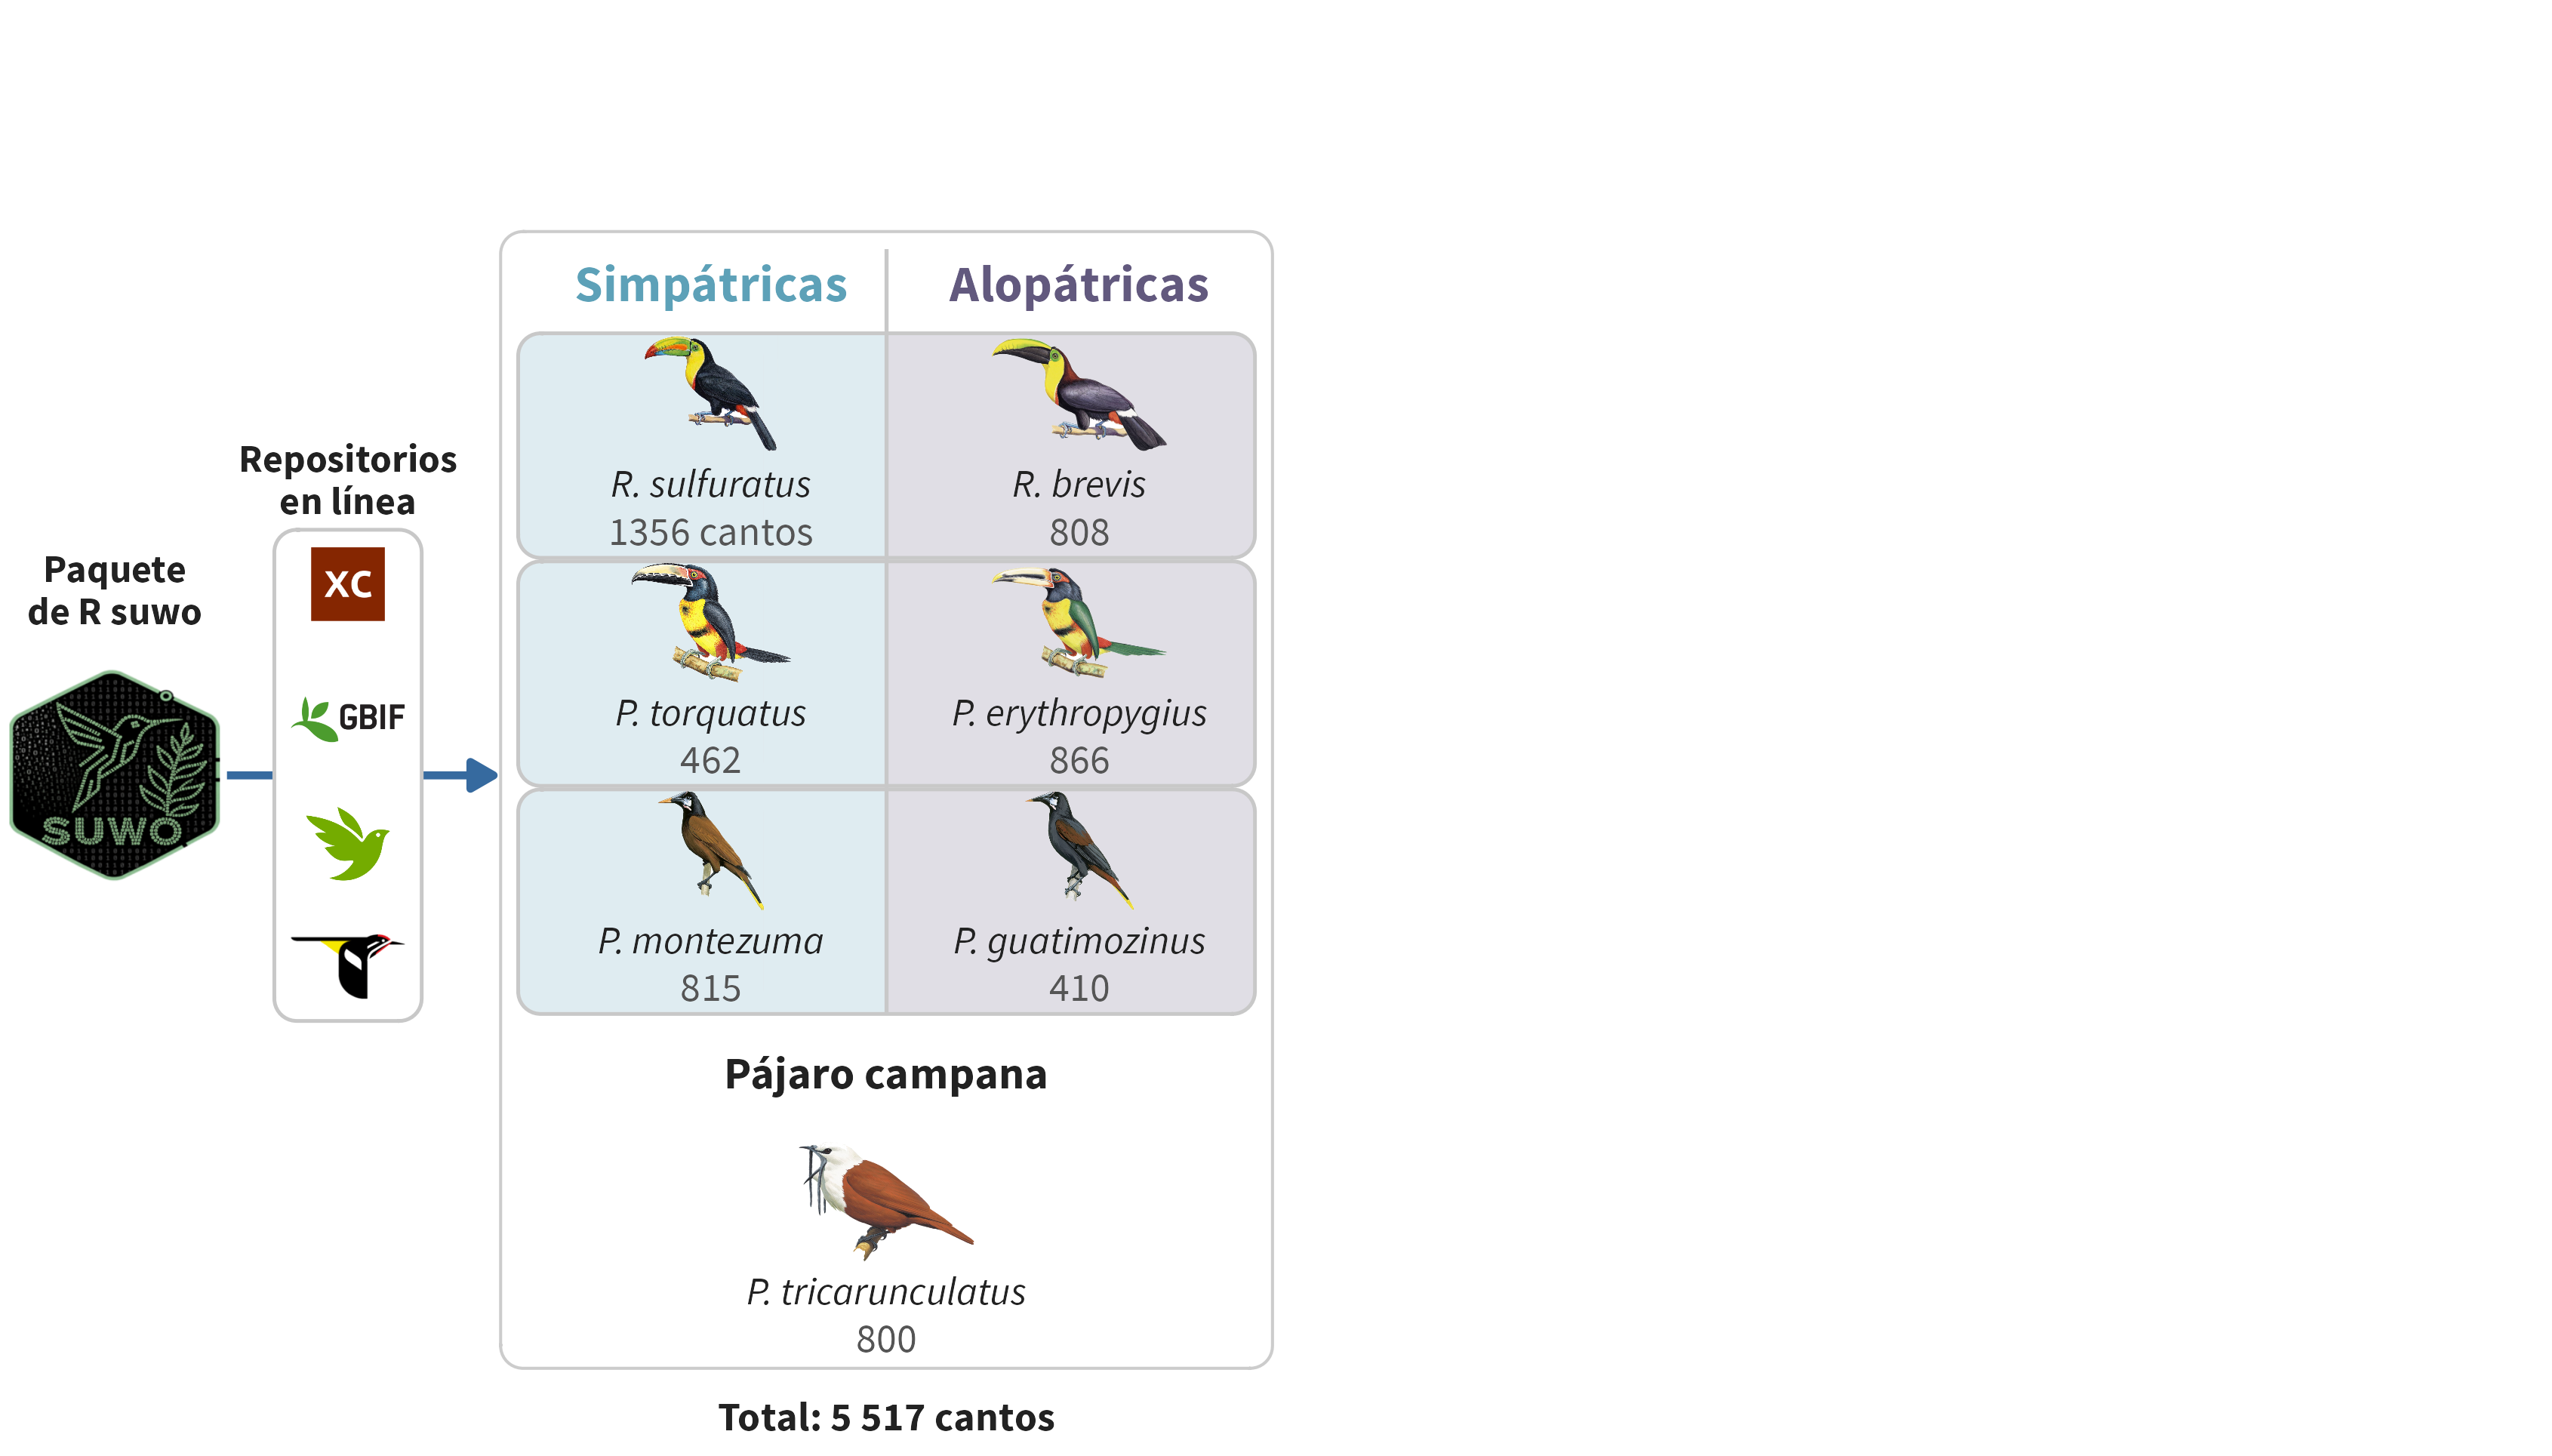 Paquete
de R suwo
SUWO
Repositorios
en línea
XC
GBIF
Simpátricas
Alopátricas
R. sulfuratus
1356 cantos
R. brevis
808
P. torquatus
462
P. erythropygius
866
P. montezuma
815
P. guatimozinus
410
Pájaro campana
P. tricarunculatus
800
Total: 5 517 cantos